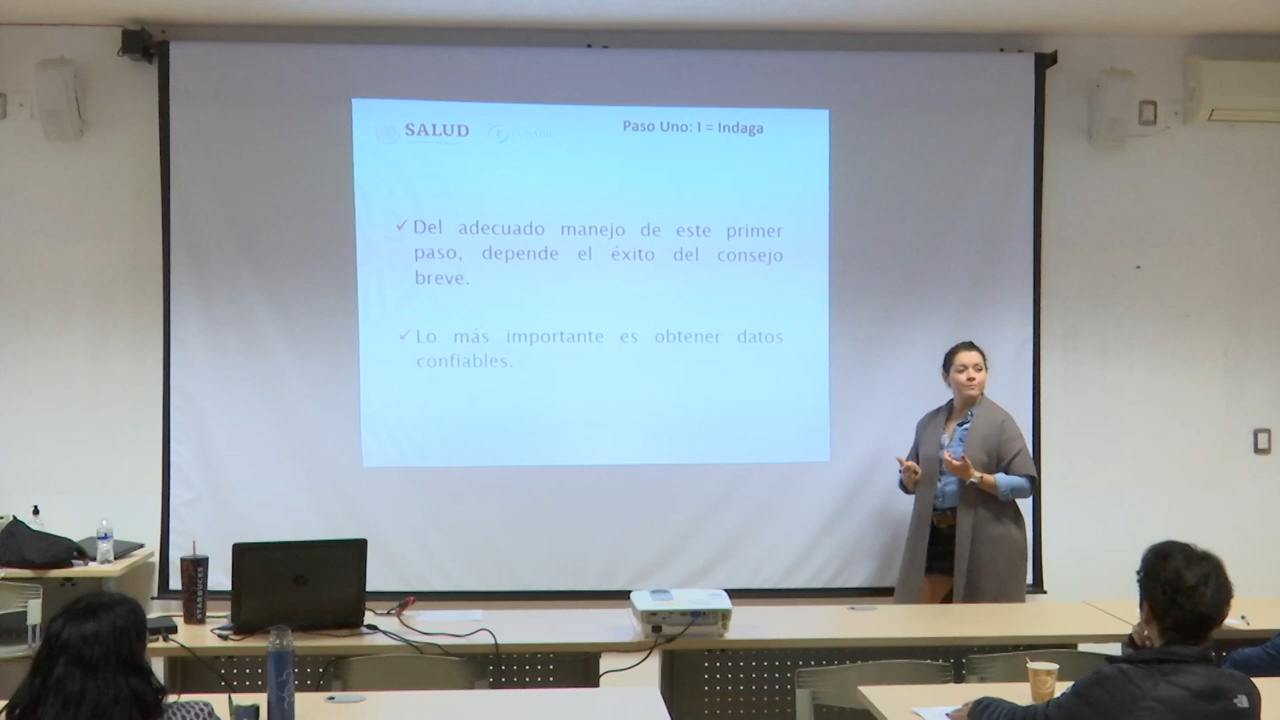 SALUD
Paso Uno: I = Indaga
✓ Del adecuado manejo de este primer
paso, depende el éxito del consejo
breve.
✓ Lo más importante es obtener datos
confiables.
STARBUCKS